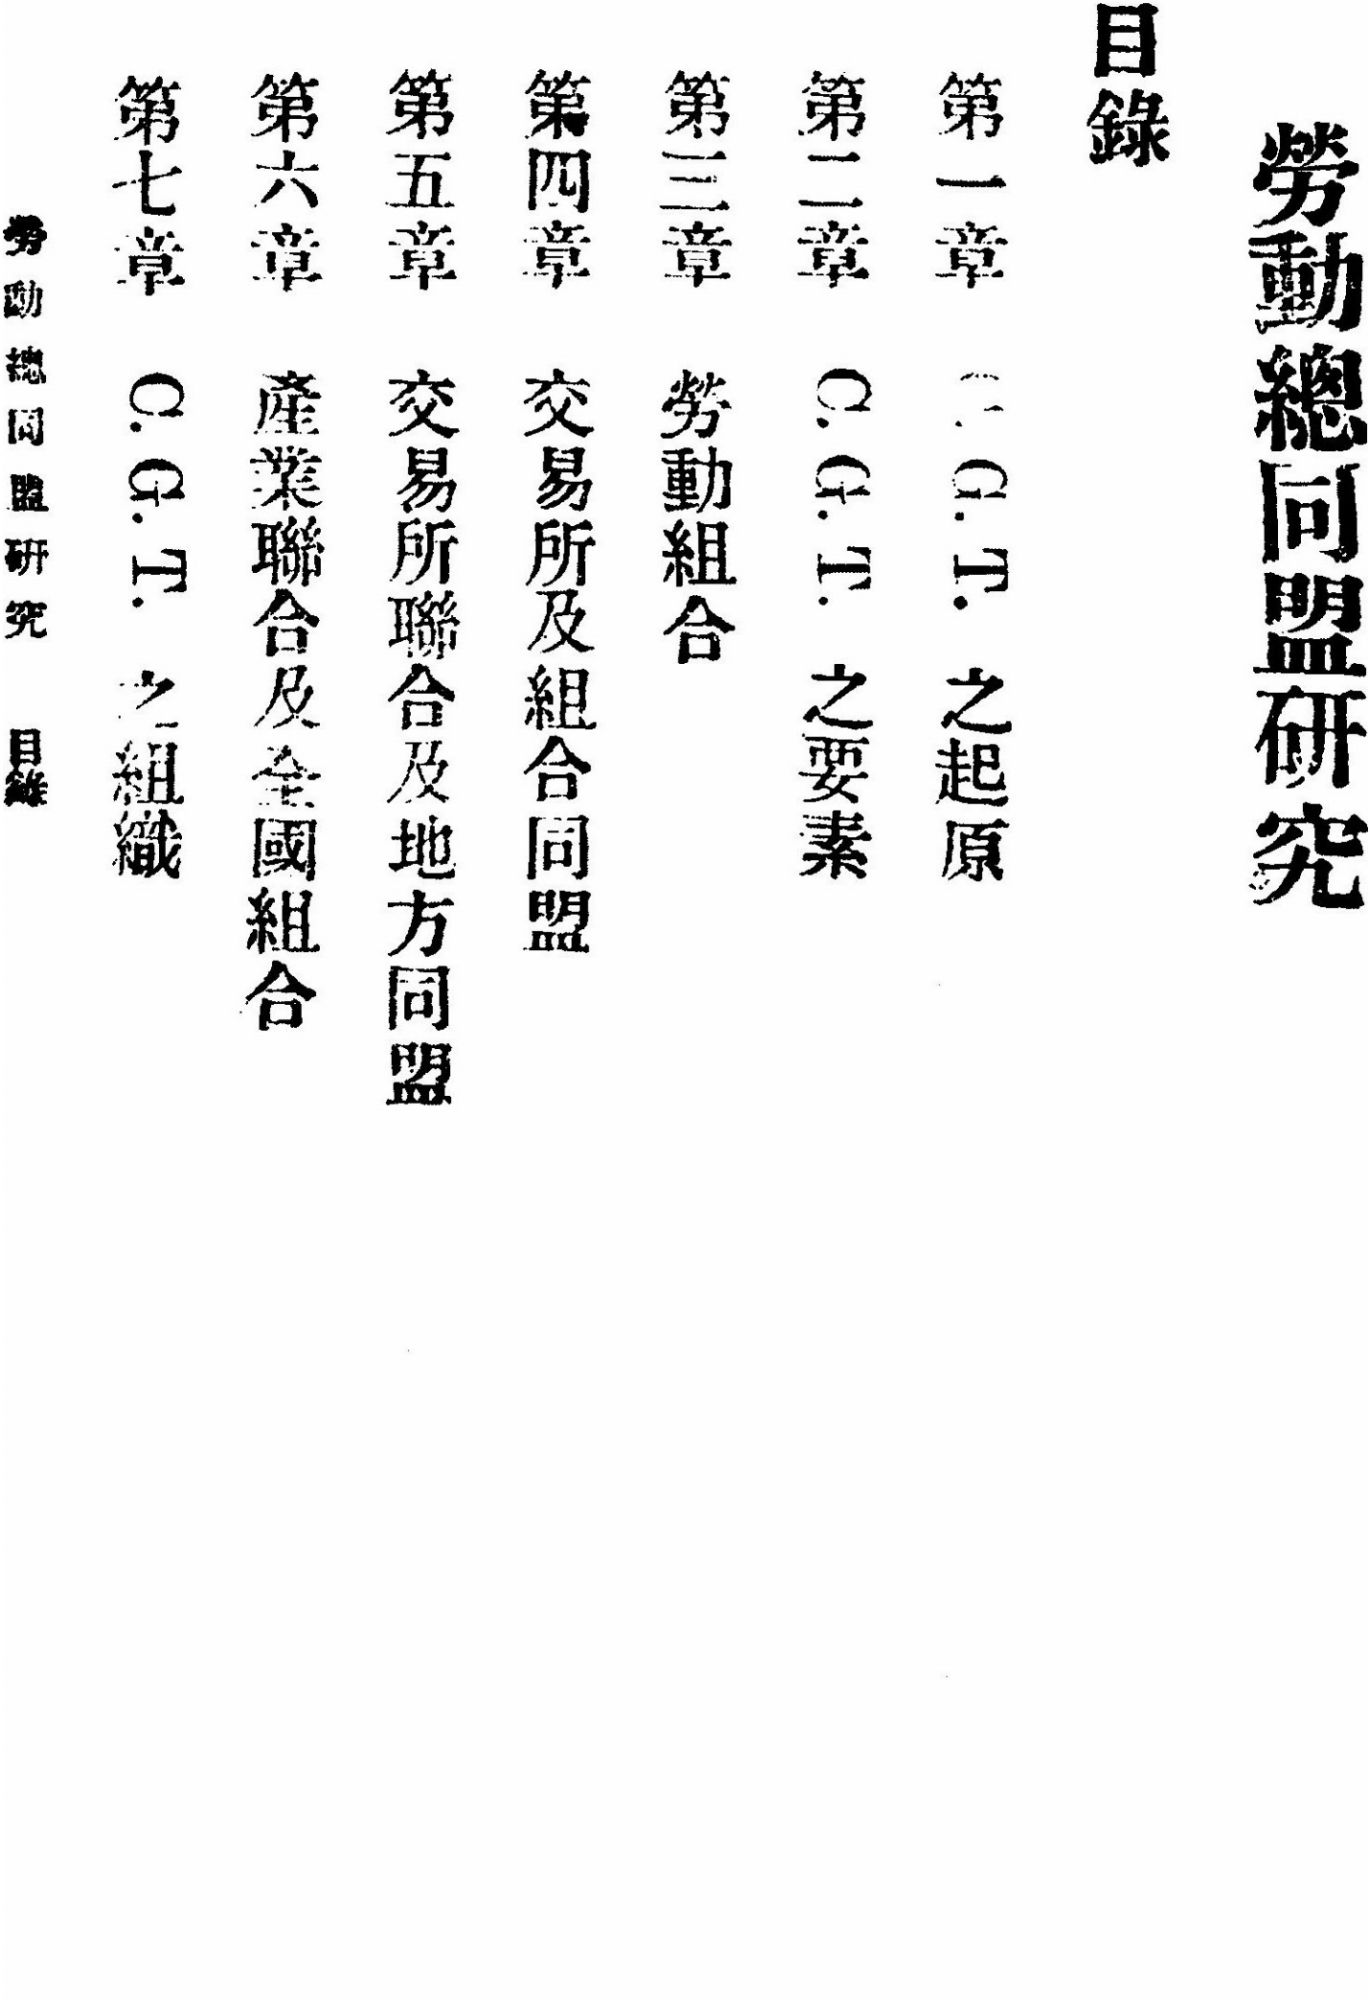 勞動總同盟研究
目錄
第一章 C. G. T. 之起原
第二章 C. G. T. 之要素
第三章 勞動組合
第四章 交易所及組合同盟
第五章 交易所聯合及地方同盟
第六章 產業聯合及全國組合
第七章 C. G. T. 之組織
勞動總同盟研究 目錄